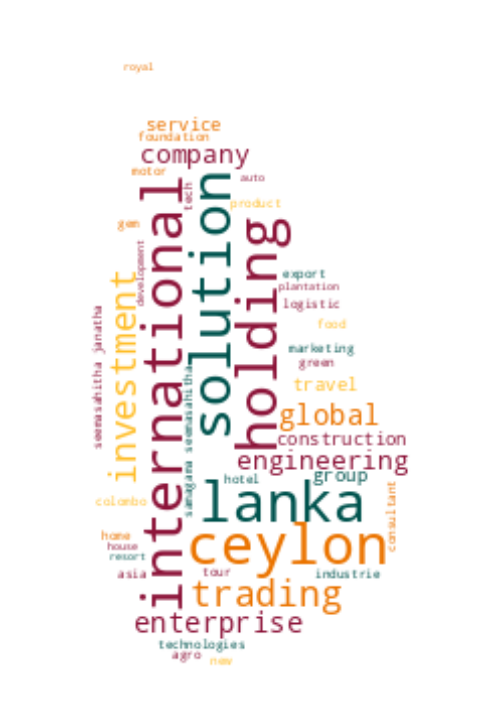 royal
service
foundation
company
motor
auto
tech
product
gem
international
solution
holding
development
investment
export
plantation
logistic
food
seemasahitha janatha
marketing
green
samagama seemasahitha
travel
global
construction
engineering
group
hotel
lanka
consultant
colombo
ceylon
home
house
resort
asia
tour
industrie
trading
enterprise
technologies
agro
new